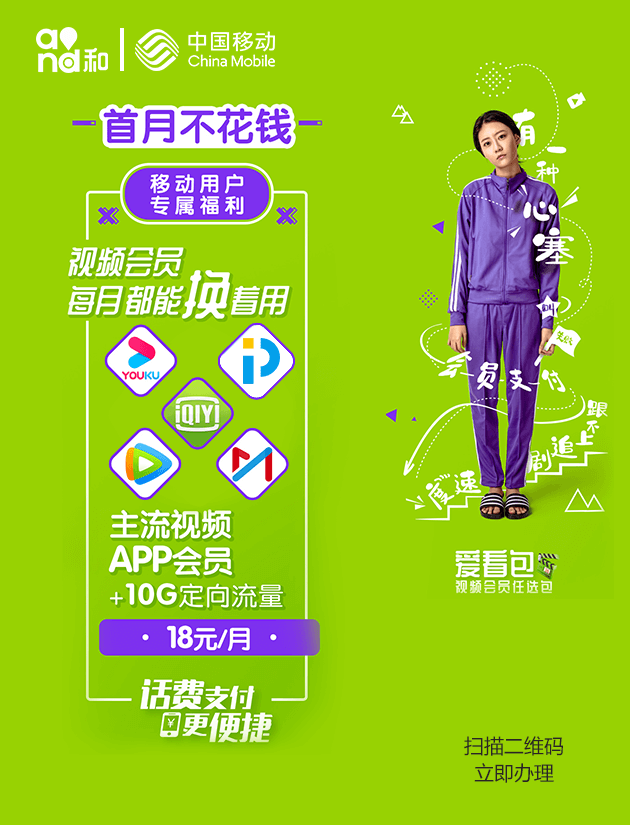 and和
中国移动
China Mobile
首月不花钱
移动用户
专属福利
视频会员
每月都能换着用
YOUKU
iQIYI
主流视频
APP会员
+10G定向流量
· 18元/月 ·
话费支付
更便捷
有一种心塞
会员支付
速度
跟不上
追剧
爱看包
视频会员任选包
扫描二维码
立即办理